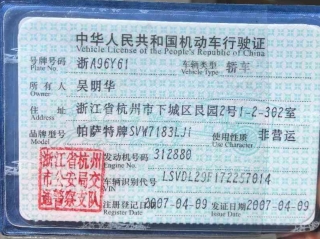 中华人民共和国机动车行驶证
Vehicle License of the People's Republic of China
号牌号码 浙A96Y61 车辆类型 轿车
Plate No. Vehicle Type
所有人 吴明华
Owner
住址 浙江省杭州市下城区艮园2号1-2-302室
Address
品牌型号 帕萨特牌SVW7183LJi 使用性质 非营运
浙江省杭州市公安局交通警察支队
发动机号码 312880
车辆识别代号 LSVDL29F172257014
VIN
注册登记日期 2007-04-09 发证日期 2007-04-09
Register Date Issue Date